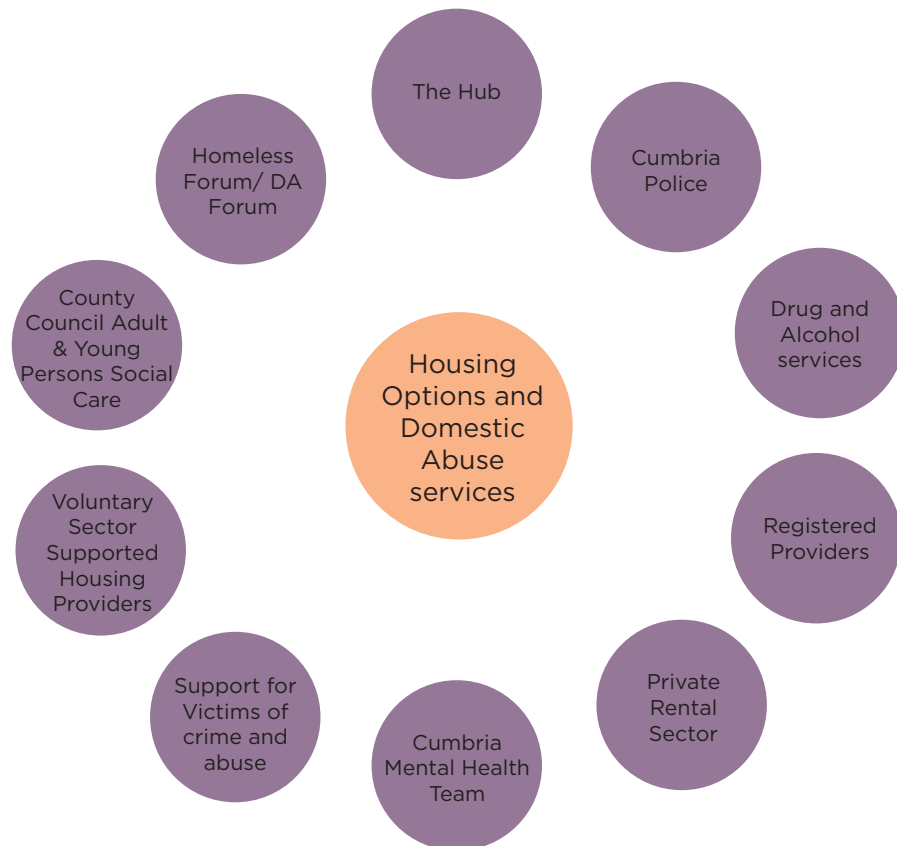 The Hub
Cumbria
Police
Drug and
Alcohol
services
Registered
Providers
Private
Rental
Sector
Cumbria
Mental Health
Team
Support for
Victims of
crime and
abuse
Voluntary
Sector
Supported
Housing
Providers
County
Council Adult
& Young
Persons Social
Care
Homeless
Forum/ DA
Forum
Housing
Options and
Domestic
Abuse
services